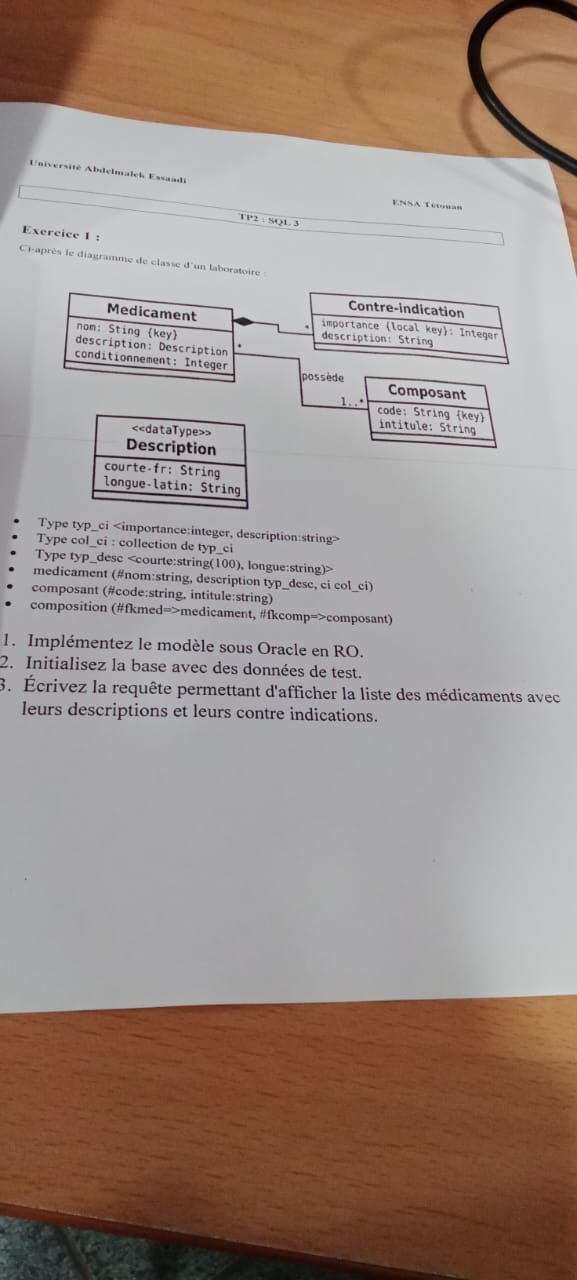 Université Abdelmalek Essaadi
ENSA Tétouan
TP2 : SQL 3
Exercice 1 :
Ci-après le diagramme de classe d'un laboratoire :
Medicament
nom: Sting {key}
description: Description
conditionnement: Integer
*
Contre-indication
importance {local key}: Integer
description: String
*
possède
1..*
Composant
code: String {key}
intitule: String
<<dataType>>
Description
courte-fr: String
longue-latin: String
• Type typ_ci <importance:integer, description:string>
• Type col_ci : collection de typ_ci
• Type typ_desc <courte:string(100), longue:string)>
• medicament (#nom:string, description typ_desc, ci col_ci)
• composant (#code:string, intitule:string)
• composition (#fkmed=>medicament, #fkcomp=>composant)
1. Implémentez le modèle sous Oracle en RO.
2. Initialisez la base avec des données de test.
3. Écrivez la requête permettant d'afficher la liste des médicaments avec
leurs descriptions et leurs contre indications.